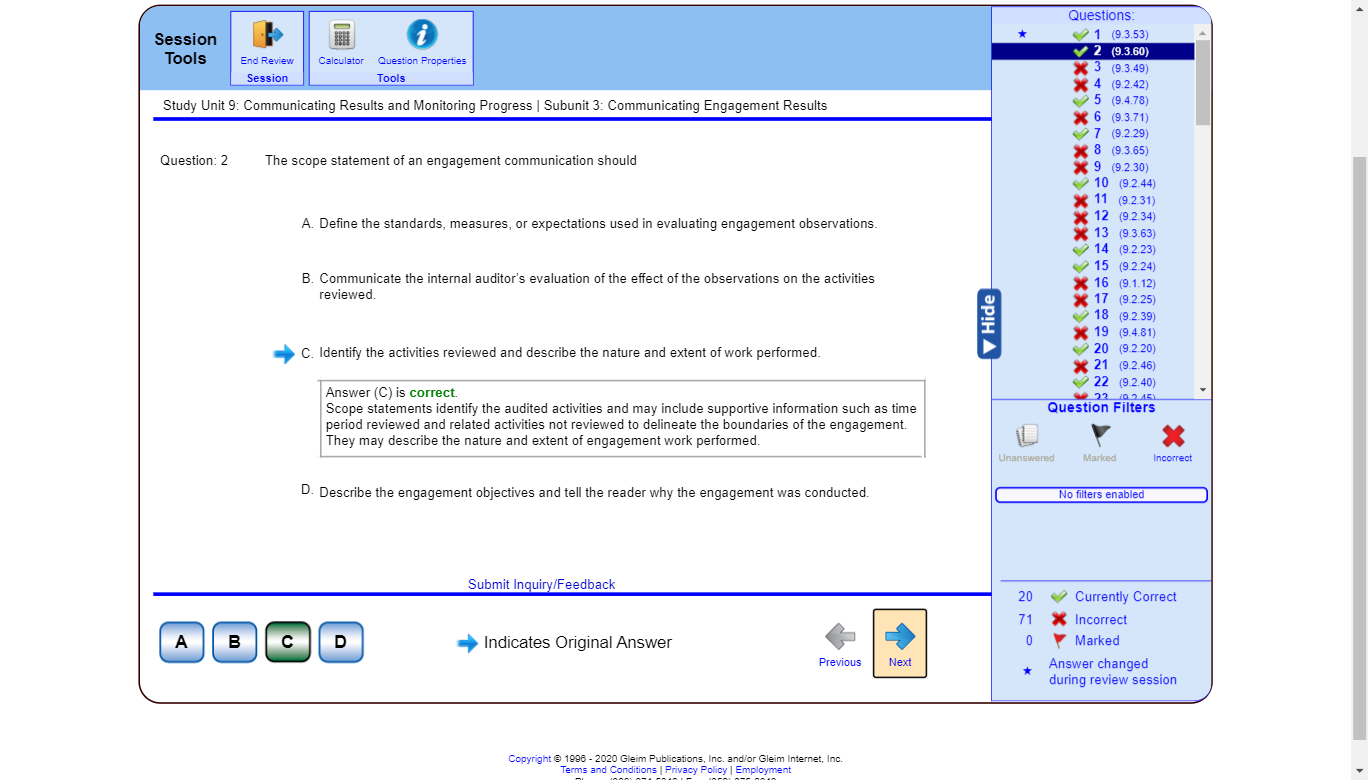 Session
Tools
End Review
Session
Calculator
Question Properties
Tools
Study Unit 9: Communicating Results and Monitoring Progress | Subunit 3: Communicating Engagement Results
Question: 2
The scope statement of an engagement communication should
A. Define the standards, measures, or expectations used in evaluating engagement observations.
B. Communicate the internal auditor's evaluation of the effect of the observations on the activities
reviewed.
C. Identify the activities reviewed and describe the nature and extent of work performed.
Answer (C) is correct.
Scope statements identify the audited activities and may include supportive information such as time
period reviewed and related activities not reviewed to delineate the boundaries of the engagement.
They may describe the nature and extent of engagement work performed.
D. Describe the engagement objectives and tell the reader why the engagement was conducted.
Submit Inquiry/Feedback
A B C D
Indicates Original Answer
Previous
Next
Hide
Questions:
1 (9.3.53)
2 (9.3.60)
3 (9.3.49)
4 (9.2.42)
5 (9.4.78)
6 (9.3.71)
7 (9.2.29)
8 (9.3.65)
9 (9.2.30)
10 (9.2.44)
11 (9.2.31)
12 (9.2.34)
13 (9.3.63)
14 (9.2.23)
15 (9.2.24)
16 (9.1.12)
17 (9.2.25)
18 (9.2.39)
19 (9.4.81)
20 (9.2.20)
21 (9.2.46)
22 (9.2.40)
23 (9.2.45)
Question Filters
Unanswered
Marked
Incorrect
No filters enabled
20 Currently Correct
71 Incorrect
0 Marked
Answer changed
during review session
Copyright © 1996 - 2020 Gleim Publications, Inc. and/or Gleim Internet, Inc.
Terms and Conditions | Privacy Policy | Employment